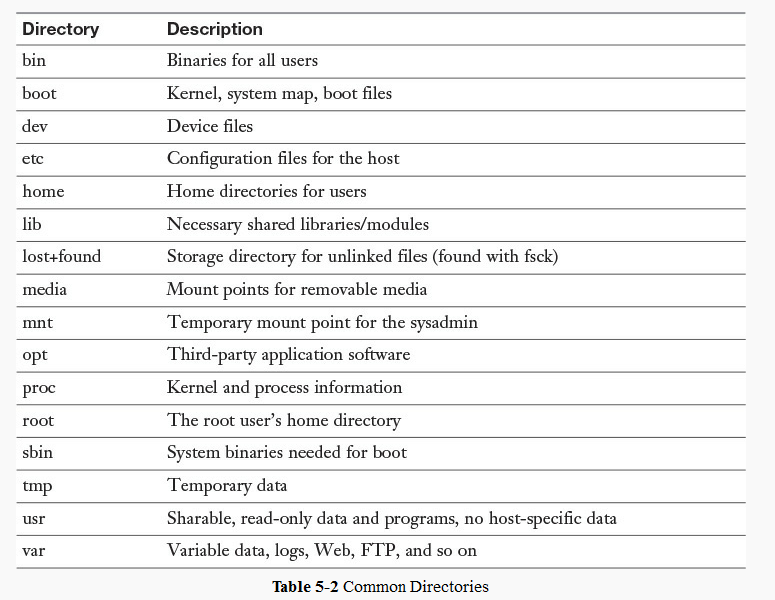 Directory Description
bin Binaries for all users
boot Kernel, system map, boot files
dev Device files
etc Configuration files for the host
home Home directories for users
lib Necessary shared libraries/modules
lost+found Storage directory for unlinked files (found with fsck)
media Mount points for removable media
mnt Temporary mount point for the sysadmin
opt Third-party application software
proc Kernel and process information
root The root user’s home directory
sbin System binaries needed for boot
tmp Temporary data
usr Sharable, read-only data and programs, no host-specific data
var Variable data, logs, Web, FTP, and so on
Table 5-2 Common Directories